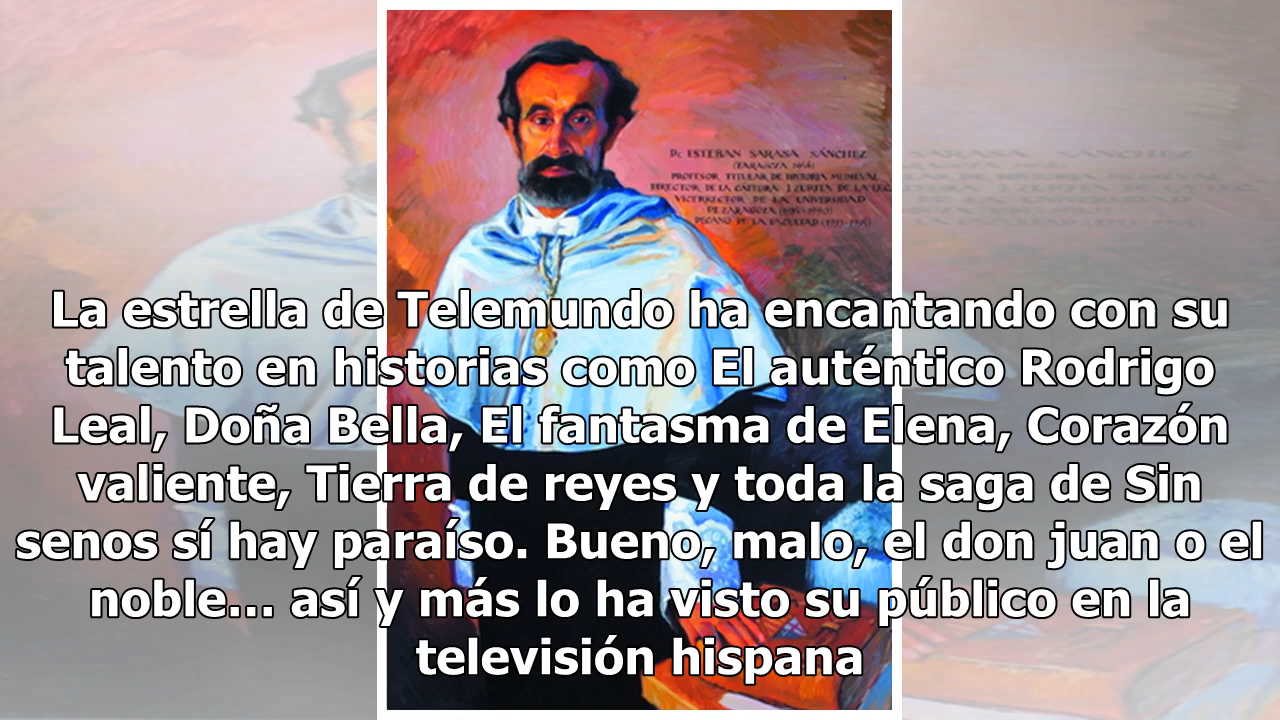 Dr. ESTEBAN SARASA SÁNCHEZ
PROFESOR TITULAR DE HISTORIA MEDIEVAL
DIRECTOR DE LA CÁTEDRA J. ZURITA DE LA
VICERRECTOR DE LA UNIVERSIDAD
DE ZARAGOZA
DECANO DE LA FACULTAD
La estrella de Telemundo ha encantando con su
talento en historias como El auténtico Rodrigo
Leal, Doña Bella, El fantasma de Elena, Corazón
valiente, Tierra de reyes y toda la saga de Sin
senos sí hay paraíso. Bueno, malo, el don juan o el
noble... así y más lo ha visto su público en la
televisión hispana